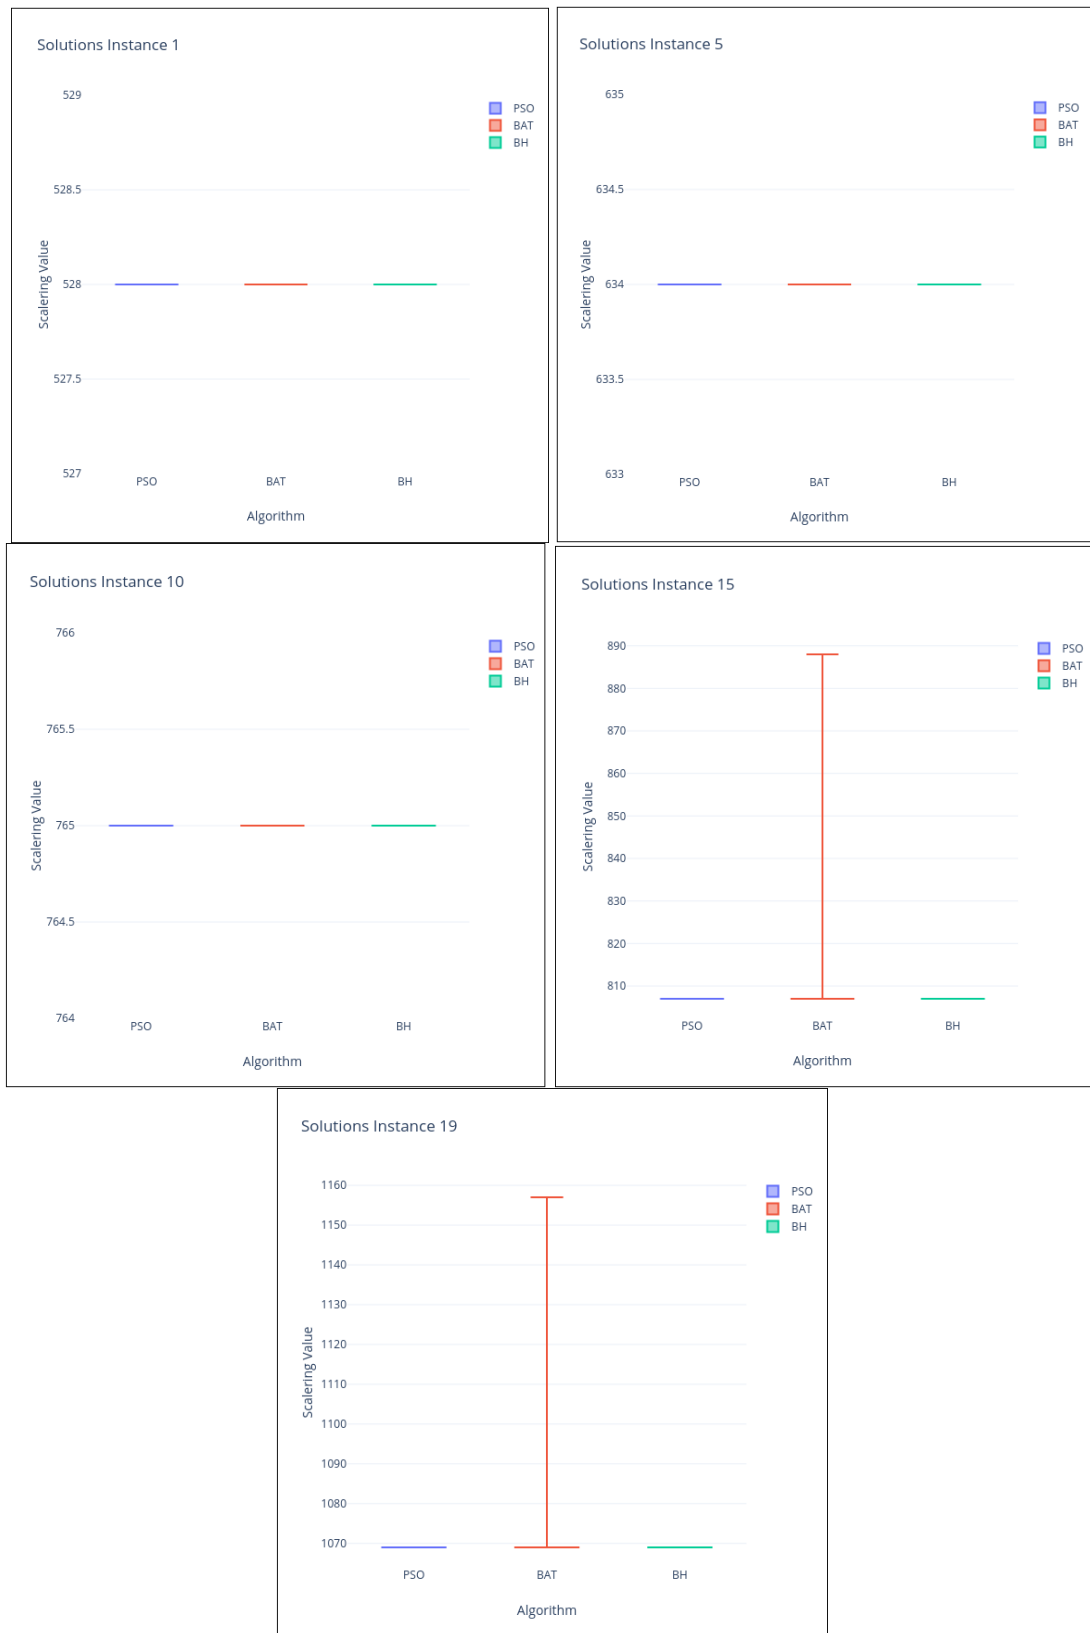 Solutions Instance 1
529
528.5
528
527.5
527
Scalering Value
PSO
BAT
BH
Algorithm
PSO
BAT
BH
Solutions Instance 5
635
634.5
634
633.5
633
Scalering Value
PSO
BAT
BH
Algorithm
PSO
BAT
BH
Solutions Instance 10
766
765.5
765
764.5
764
Scalering Value
PSO
BAT
BH
Algorithm
PSO
BAT
BH
Solutions Instance 15
890
880
870
860
850
840
830
820
810
Scalering Value
PSO
BAT
BH
Algorithm
PSO
BAT
BH
Solutions Instance 19
1160
1150
1140
1130
1120
1110
1100
1090
1080
1070
Scalering Value
PSO
BAT
BH
Algorithm
PSO
BAT
BH